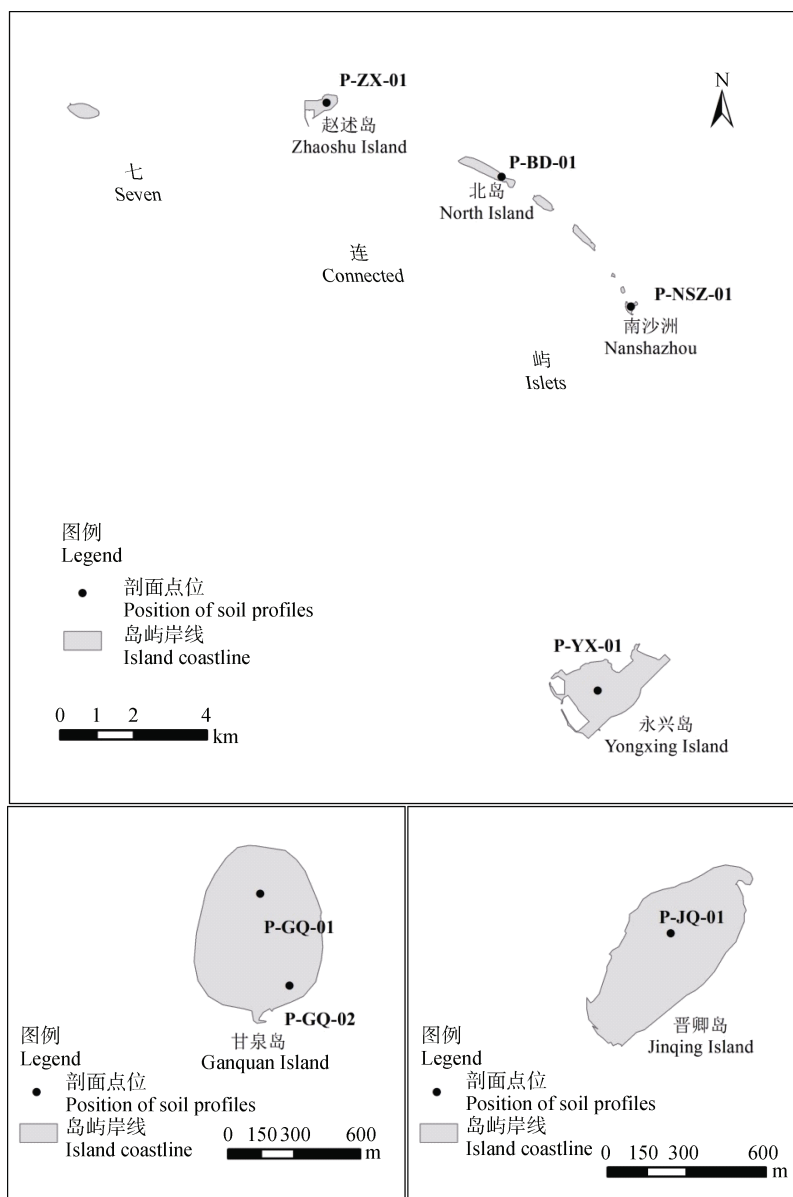 P-ZX-01
N
赵述岛
Zhaoshu Island
P-BD-01
七
Seven
北岛
North Island
连
Connected
P-NSZ-01
南沙洲
Nanshazhou
屿
Islets
图例
Legend
剖面点位
Position of soil profiles
岛屿岸线
Island coastline
P-YX-01
0 1 2 4
km
永兴岛
Yongxing Island
P-GQ-01
P-GQ-02
甘泉岛
Ganquan Island
图例
Legend
剖面点位
Position of soil profiles
岛屿岸线
Island coastline
0 150 300 600
m
P-JQ-01
晋卿岛
Jinqing Island
图例
Legend
剖面点位
Position of soil profiles
岛屿岸线
Island coastline
0 150 300 600
m